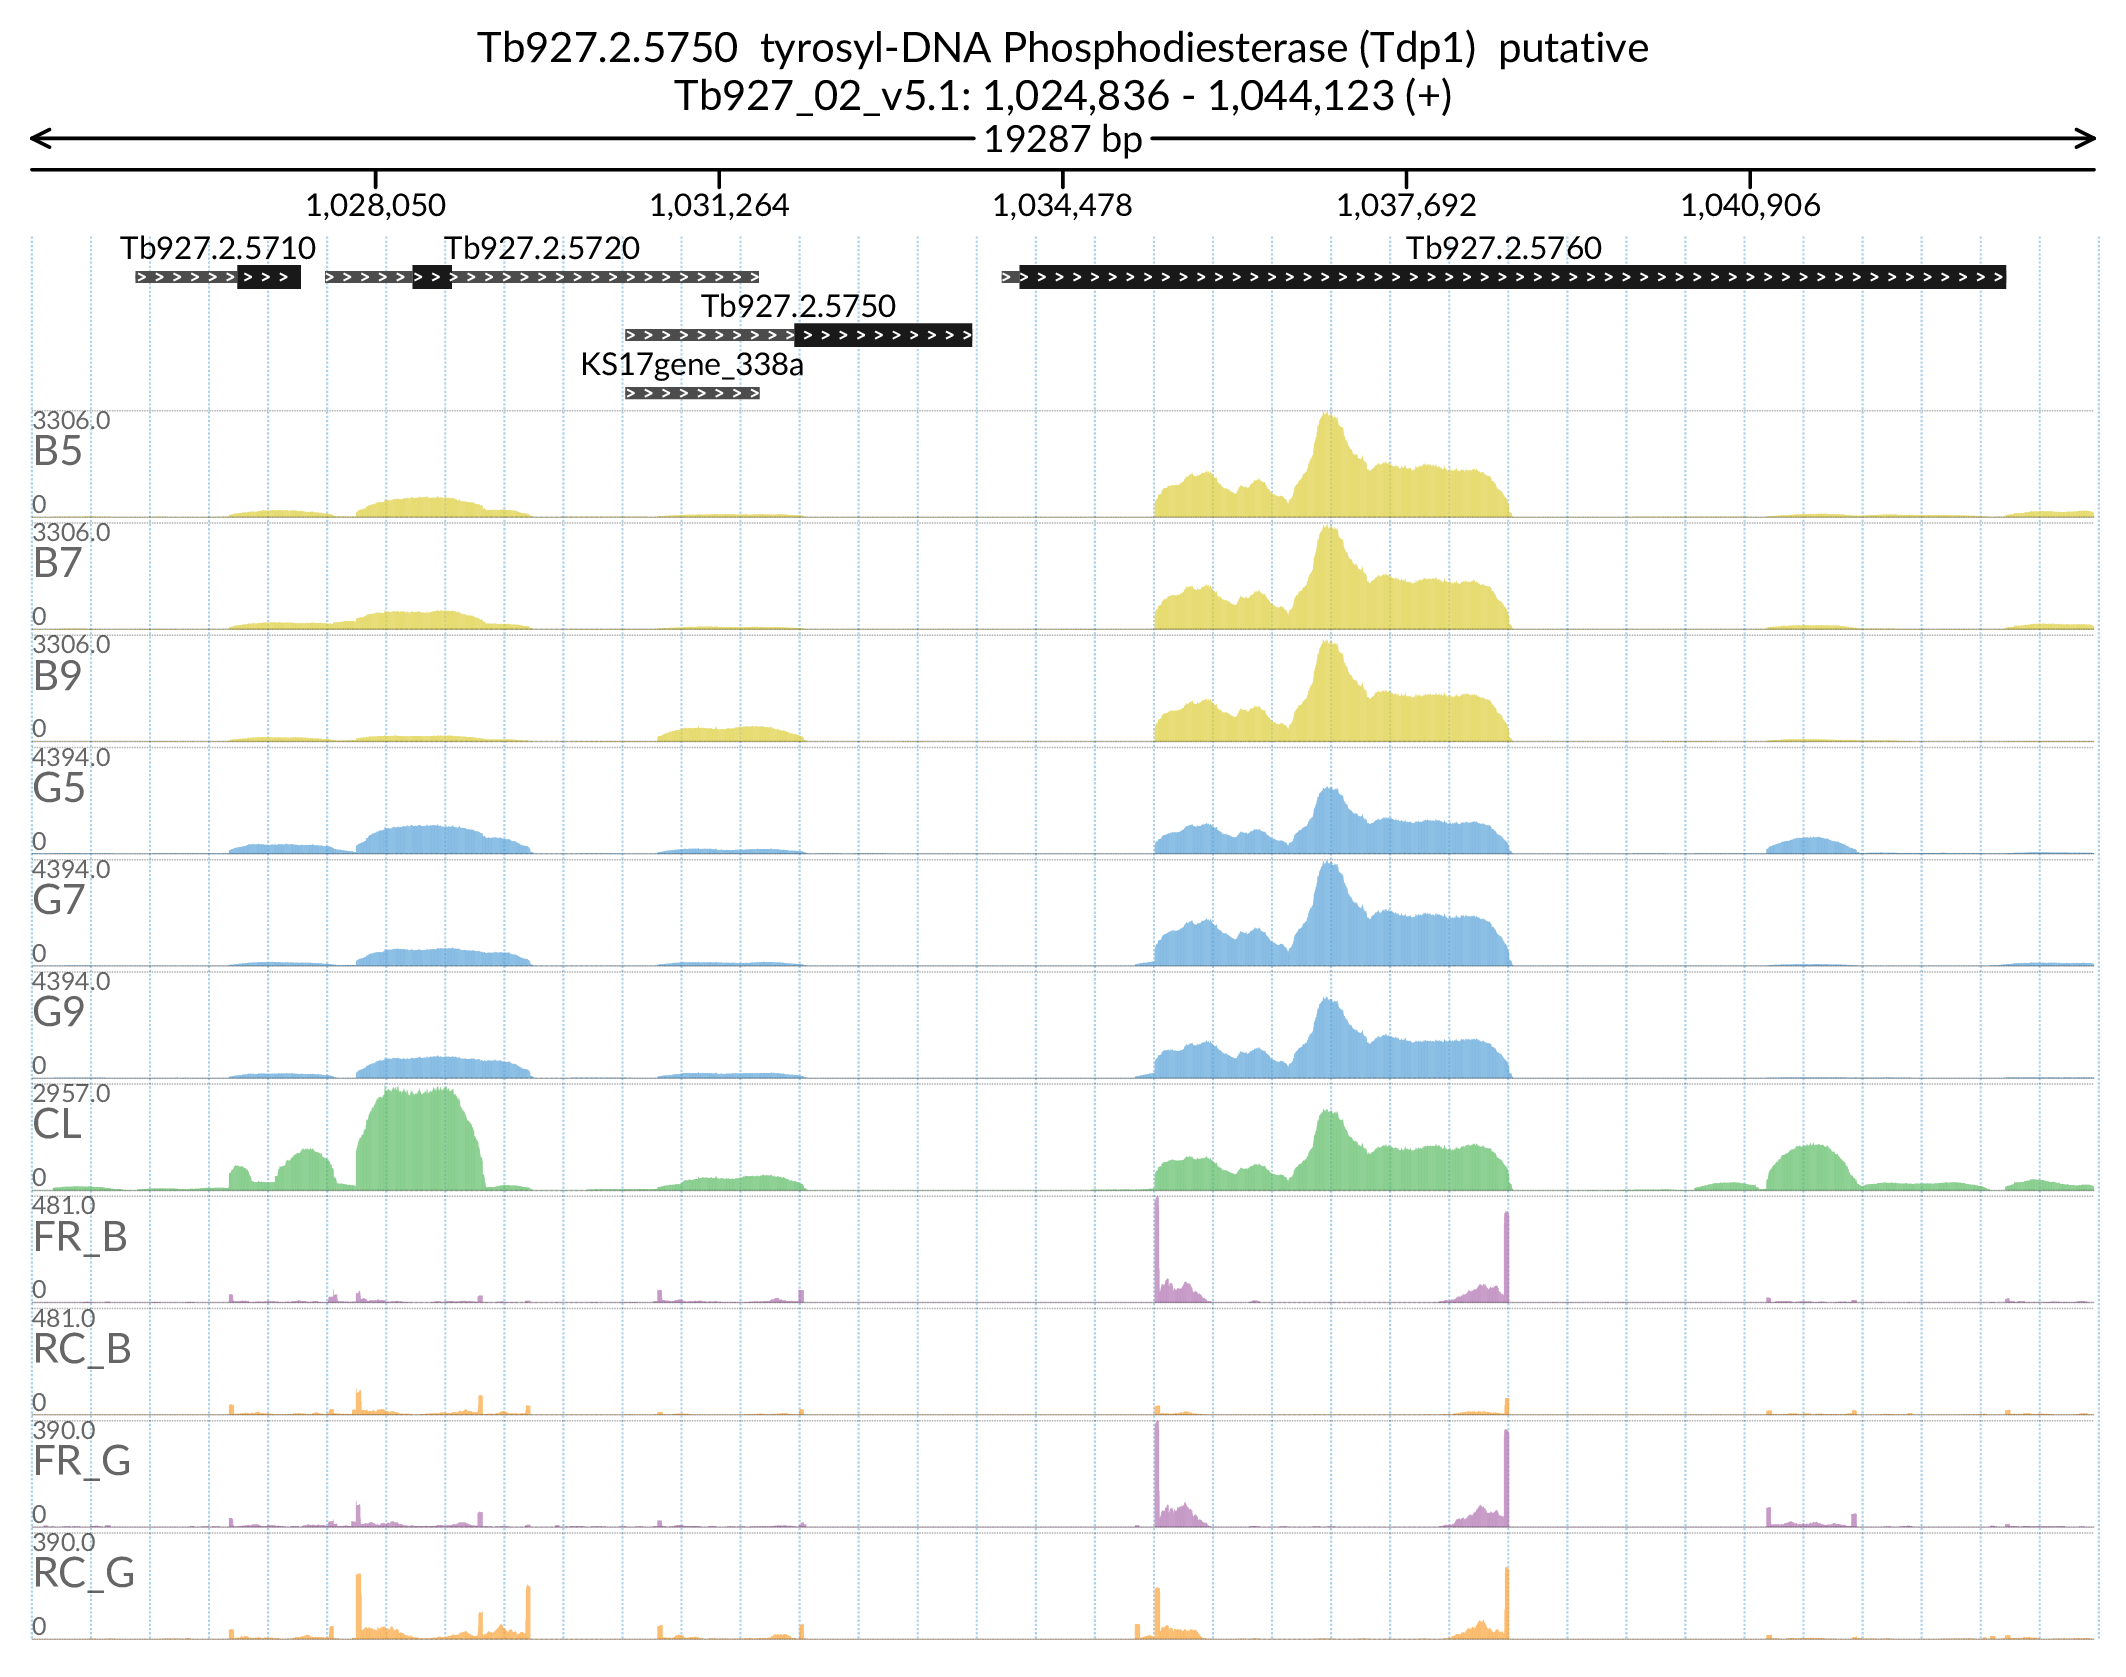 Tb927.2.5750  tyrosyl-DNA Phosphodiesterase (Tdp1)  putative
Tb927_02_v5.1: 1,024,836 - 1,044,123 (+)
19287 bp
1,028,050 1,031,264 1,034,478 1,037,692 1,040,906
Tb927.2.5710 Tb927.2.5720 Tb927.2.5760
Tb927.2.5750
KS17gene_338a
3306.0
B5
0
3306.0
B7
0
3306.0
B9
0
4394.0
G5
0
4394.0
G7
0
4394.0
G9
0
2957.0
CL
0
481.0
FR_B
0
481.0
RC_B
0
390.0
FR_G
0
390.0
RC_G
0